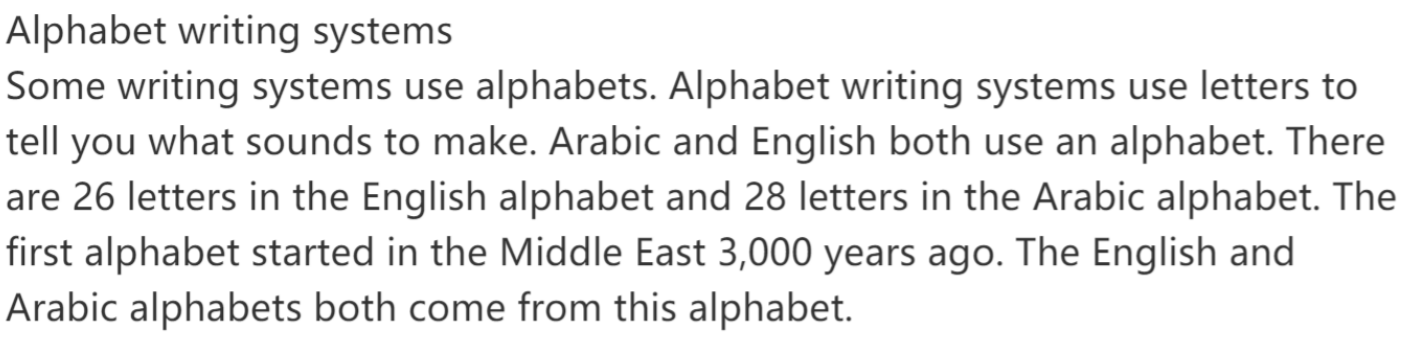 Alphabet writing systems
Some writing systems use alphabets. Alphabet writing systems use letters to
tell you what sounds to make. Arabic and English both use an alphabet. There
are 26 letters in the English alphabet and 28 letters in the Arabic alphabet. The
first alphabet started in the Middle East 3,000 years ago. The English and
Arabic alphabets both come from this alphabet.